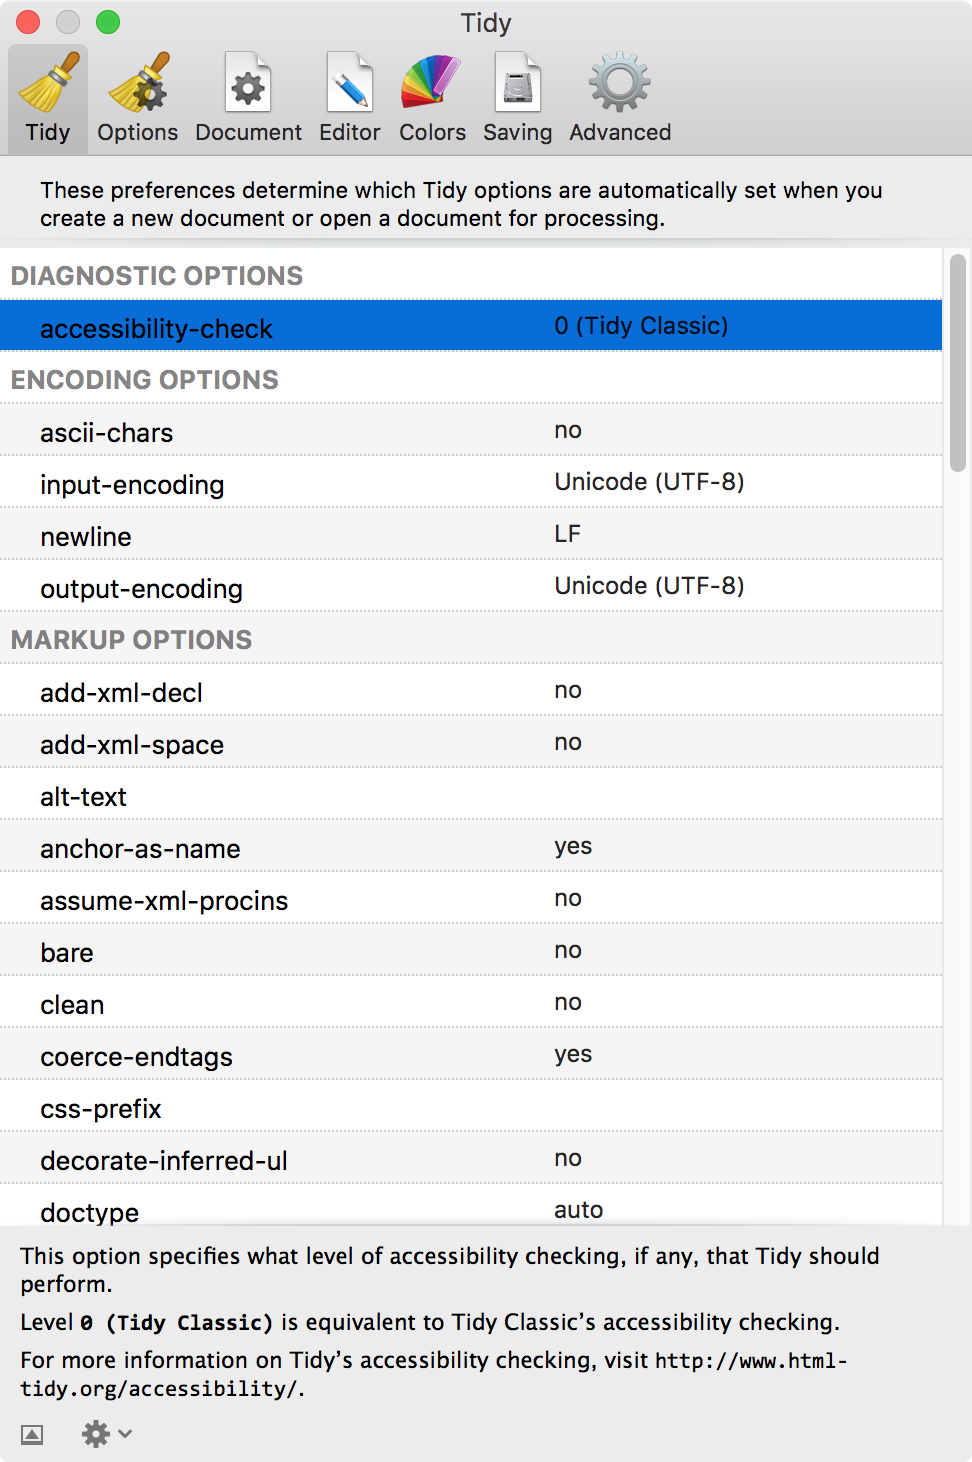 Tidy
Tidy Options Document Editor Colors Saving Advanced
These preferences determine which Tidy options are automatically set when you
create a new document or open a document for processing.
DIAGNOSTIC OPTIONS
accessibility-check 0 (Tidy Classic)
ENCODING OPTIONS
ascii-chars no
input-encoding Unicode (UTF-8)
newline LF
output-encoding Unicode (UTF-8)
MARKUP OPTIONS
add-xml-decl no
add-xml-space no
alt-text
anchor-as-name yes
assume-xml-procins no
bare no
clean no
coerce-endtags yes
css-prefix
decorate-inferred-ul no
doctype auto
This option specifies what level of accessibility checking, if any, that Tidy should
perform.
Level 0 (Tidy Classic) is equivalent to Tidy Classic’s accessibility checking.
For more information on Tidy’s accessibility checking, visit http://www.html-
tidy.org/accessibility/.